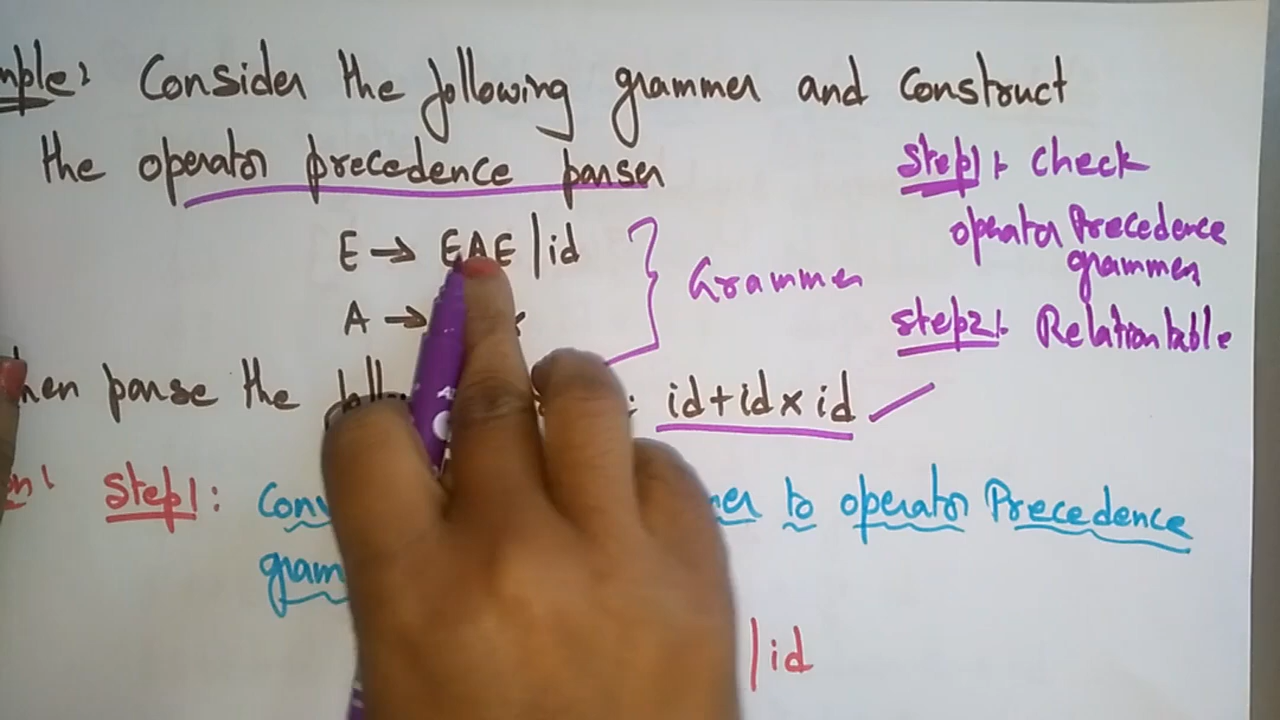 mple: Consider the following grammer and construct
the operator precedence parser
E → EAE | id
A →
Grammer
Step1: check
operator Precedence
grammer
step2: Relation table
parse the : id+id×id
Step1: to operator Precedence
| id